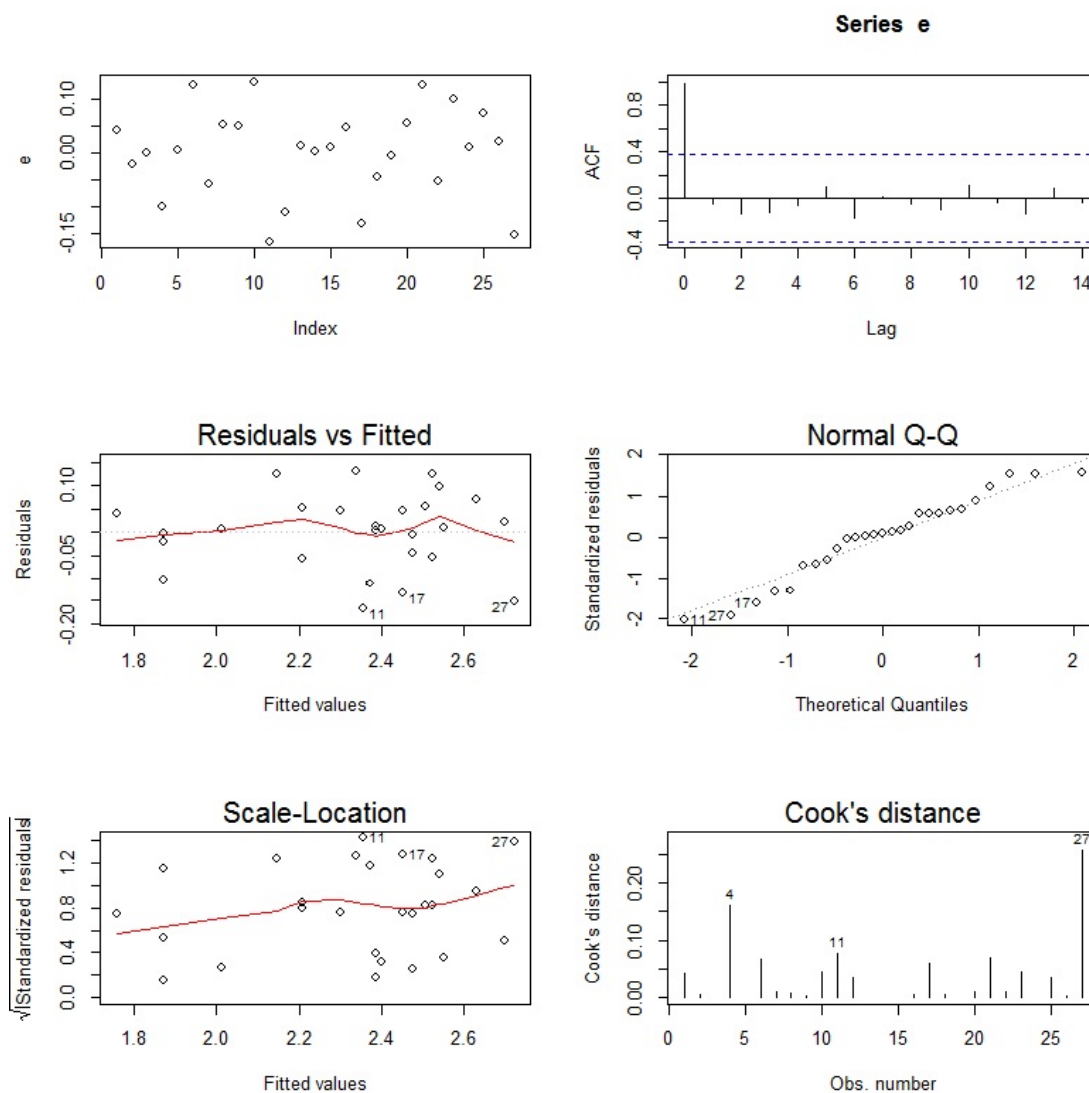 Series e
e
-0.15 0.00 0.10
0 5 10 15 20 25
Index
ACF
-0.4 0.0 0.4 0.8
0 2 4 6 8 10 12 14
Lag
Residuals vs Fitted
Residuals
-0.20 -0.05 0.10
11 17 27
1.8 2.0 2.2 2.4 2.6
Fitted values
Normal Q-Q
Standardized residuals
-2 -1 0 1 2
11 27 17
-2 -1 0 1 2
Theoretical Quantiles
Scale-Location
√|Standardized residuals|
0.0 0.4 0.8 1.2
11 17 27
1.8 2.0 2.2 2.4 2.6
Fitted values
Cook's distance
Cook's distance
0.00 0.10 0.20
4 11 27
0 5 10 15 20 25
Obs. number